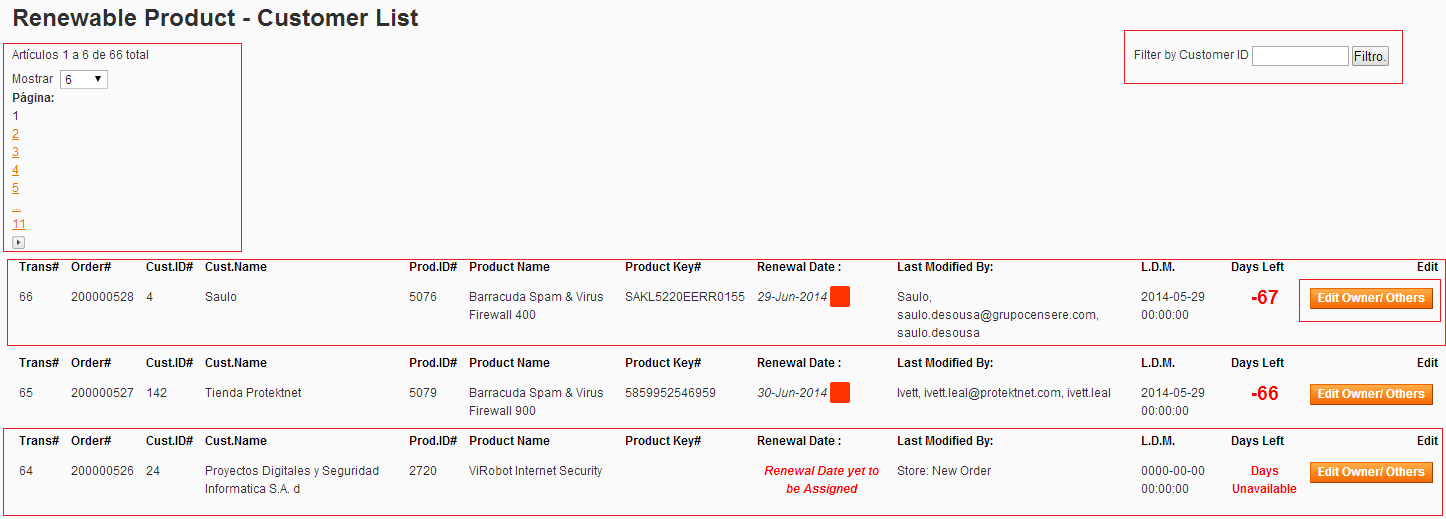 Renewable Product - Customer List
Artículos 1 a 6 de 66 total
Filter by Customer ID Filtro.
Mostrar 6
Página:
1
2
3
4
5
...
11
Trans# Order# Cust.ID# Cust.Name Prod.ID# Product Name Product Key# Renewal Date : Last Modified By: L.D.M. Days Left Edit
66 200000528 4 Saulo 5076 Barracuda Spam & Virus SAKL5220EERR0155 29-Jun-2014 Saulo, 2014-05-29 -67 Edit Owner/ Others
Firewall 400 saulo.desousa@grupocensere.com, 00:00:00
saulo.desousa
Trans# Order# Cust.ID# Cust.Name Prod.ID# Product Name Product Key# Renewal Date : Last Modified By: L.D.M. Days Left Edit
65 200000527 142 Tienda Protektnet 5079 Barracuda Spam & Virus 5859952546959 30-Jun-2014 Ivett, ivett.leal@protektnet.com, ivett.leal 2014-05-29 -66 Edit Owner/ Others
Firewall 900 00:00:00
Trans# Order# Cust.ID# Cust.Name Prod.ID# Product Name Product Key# Renewal Date : Last Modified By: L.D.M. Days Left Edit
64 200000526 24 Proyectos Digitales y Seguridad 2720 ViRobot Internet Security Renewal Date yet to Store: New Order 0000-00-00 Days Edit Owner/ Others
Informatica S.A. d be Assigned 00:00:00 Unavailable